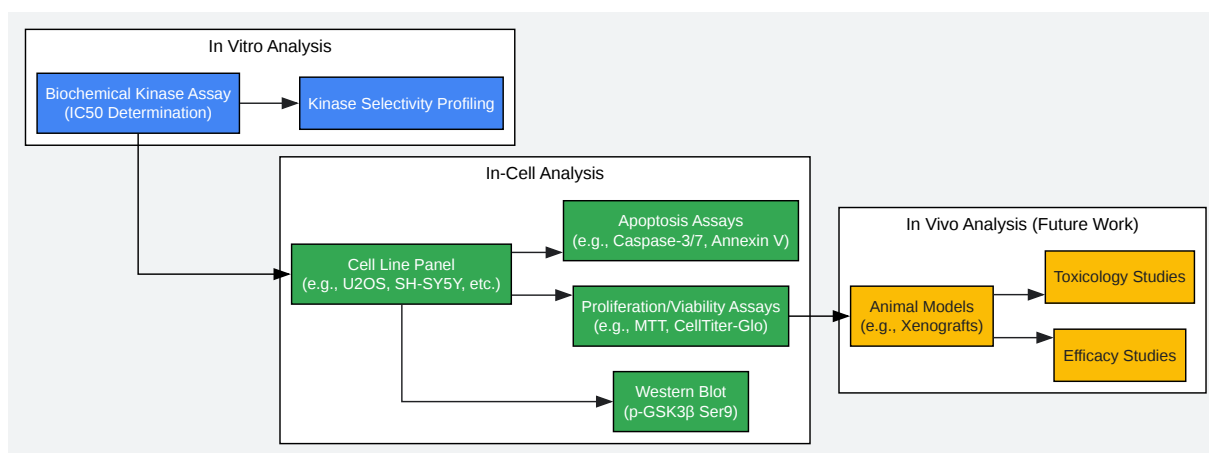 In Vitro Analysis
Biochemical Kinase Assay
(IC50 Determination)
Kinase Selectivity Profiling
In-Cell Analysis
Cell Line Panel
(e.g., U2OS, SH-SY5Y, etc.)
Apoptosis Assays
(e.g., Caspase-3/7, Annexin V)
Proliferation/Viability Assays
(e.g., MTT, CellTiter-Glo)
Western Blot
(p-GSK3β Ser9)
In Vivo Analysis (Future Work)
Animal Models
(e.g., Xenografts)
Toxicology Studies
Efficacy Studies